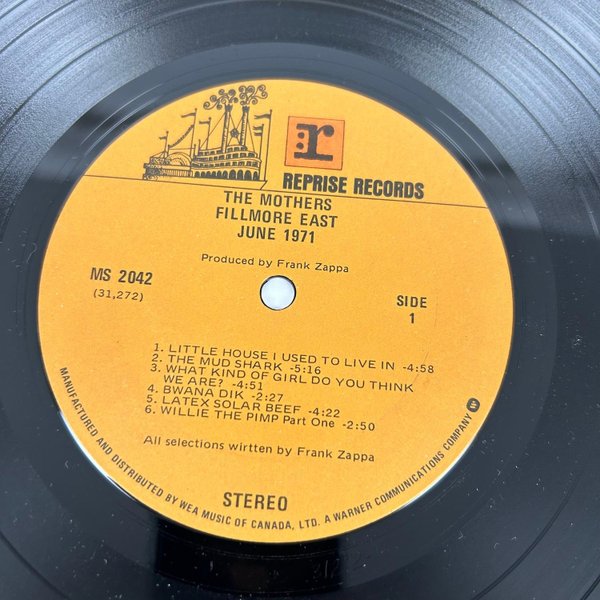 r:
REPRISE RECORDS
THE MOTHERS
FILLMORE EAST
JUNE 1971
Produced by Frank Zappa
MS 2042
(31,272)
SIDE
1
1. LITTLE HOUSE I USED TO LIVE IN -4:58
2. THE MUD SHARK -5:16
3. WHAT KIND OF GIRL DO YOU THINK
WE ARE? -4:51
4. BWANA DIK -2:27
5. LATEX SOLAR BEEF -4:22
6. WILLIE THE PIMP Part One -2:50
All selections wirtten by Frank Zappa
STEREO
MANUFACTURED AND DISTRIBUTED BY WEA MUSIC OF CANADA, LTD. A WARNER COMMUNICATIONS COMPANY W